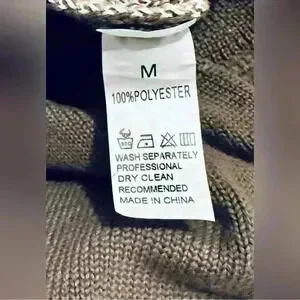 M
100%POLYESTER
WASH SEPARATELY
PROFESSIONAL
DRY CLEAN
RECOMMENDED
MADE IN CHINA